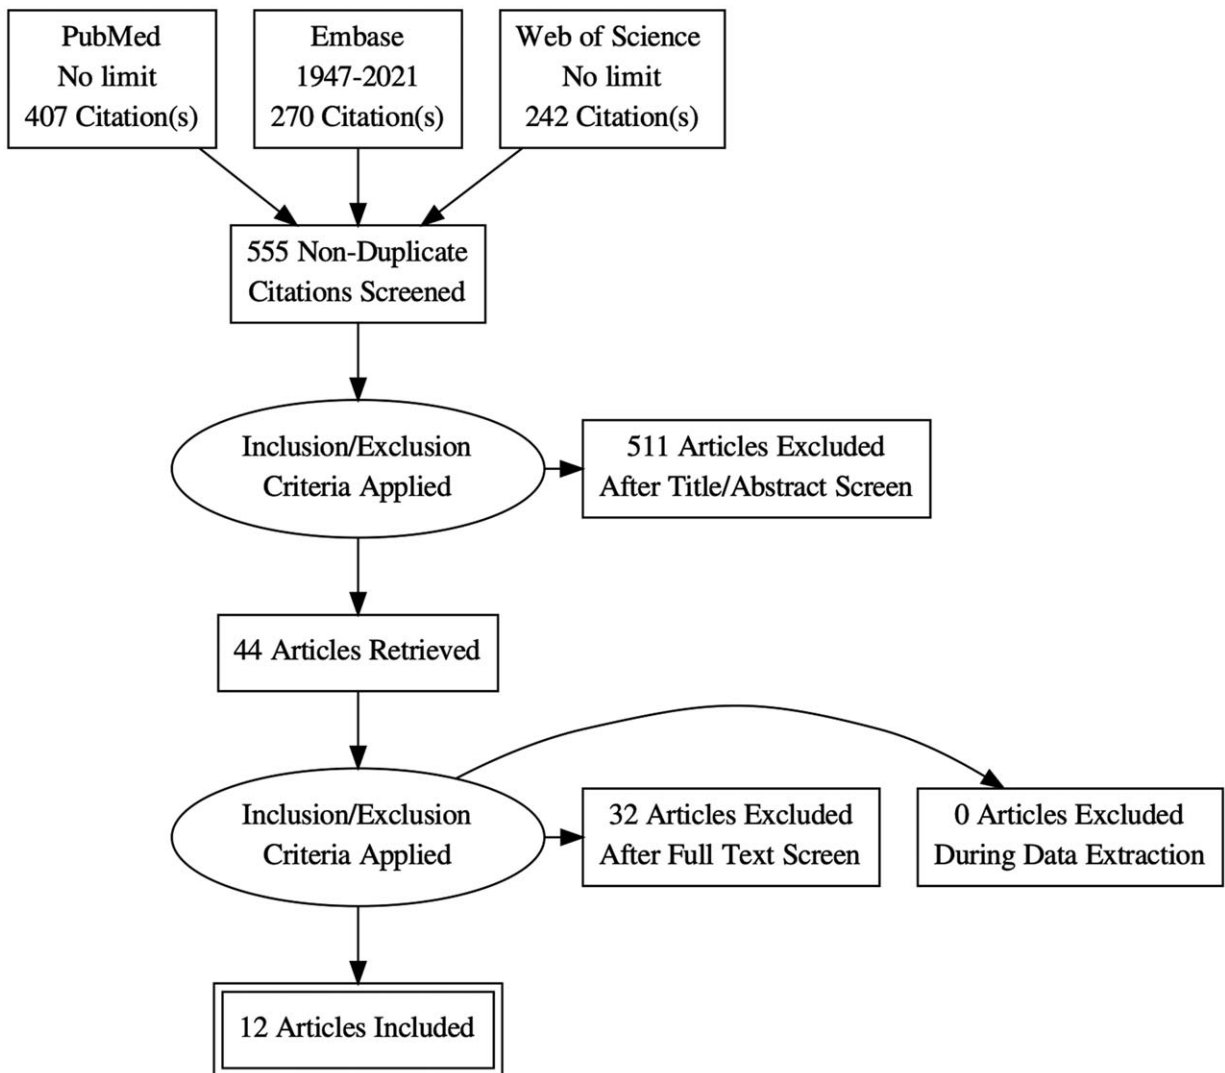 PubMed
No limit
407 Citation(s)
Embase
1947-2021
270 Citation(s)
Web of Science
No limit
242 Citation(s)
555 Non-Duplicate
Citations Screened
Inclusion/Exclusion
Criteria Applied
511 Articles Excluded
After Title/Abstract Screen
44 Articles Retrieved
Inclusion/Exclusion
Criteria Applied
32 Articles Excluded
After Full Text Screen
0 Articles Excluded
During Data Extraction
12 Articles Included